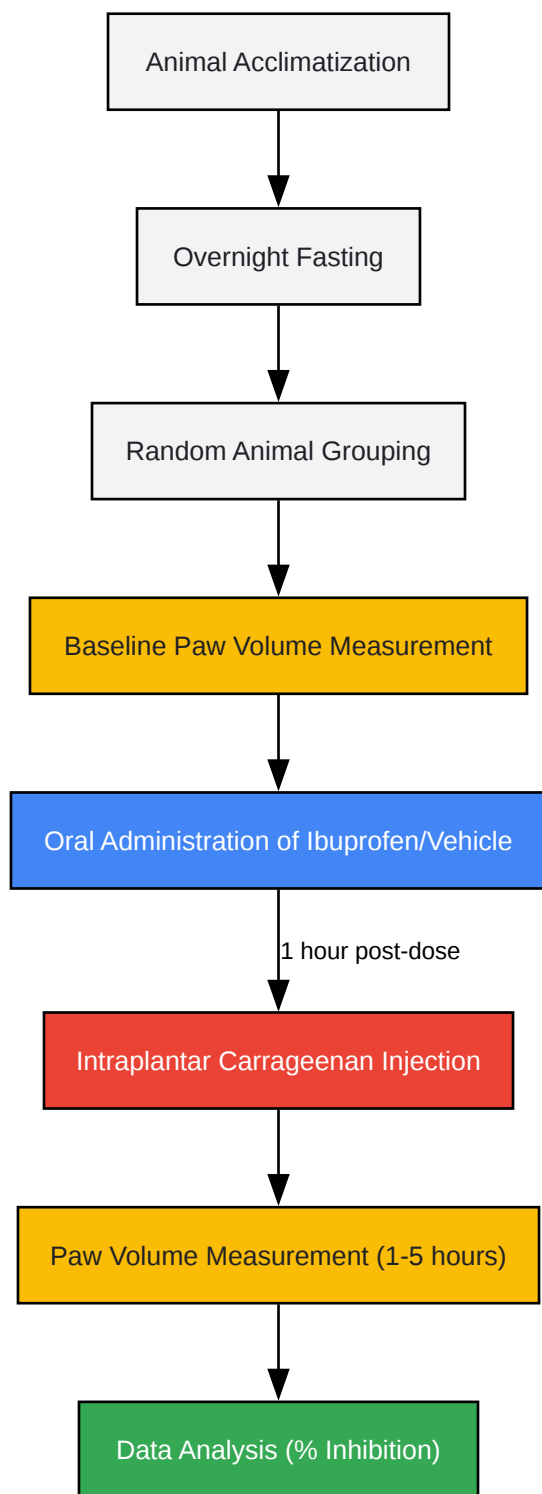 Animal Acclimatization
Overnight Fasting
Random Animal Grouping
Baseline Paw Volume Measurement
Oral Administration of Ibuprofen/Vehicle
1 hour post-dose
Intraplantar Carrageenan Injection
Paw Volume Measurement (1-5 hours)
Data Analysis (% Inhibition)